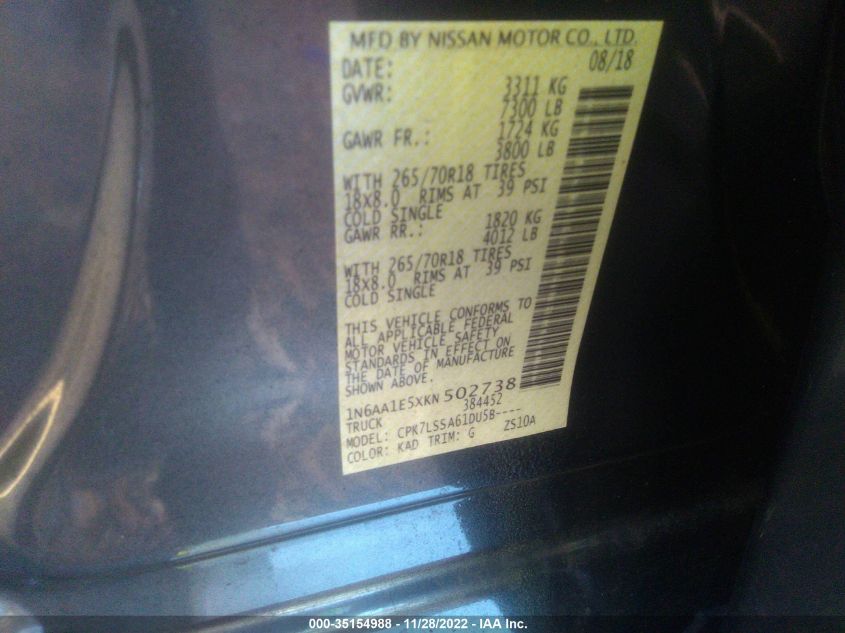 MFD BY NISSAN MOTOR CO., LTD.
DATE: 08/18
GVWR: 3311 KG
7300 LB
GAWR FR.: 1724 KG
3800 LB
WITH 265/70R18 TIRES
18X8.0 RIMS AT 39 PSI
COLD SINGLE
GAWR RR.: 1820 KG
4012 LB
WITH 265/70R18 TIRES
18X8.0 RIMS AT 39 PSI
COLD SINGLE
THIS VEHICLE CONFORMS TO
ALL APPLICABLE FEDERAL
MOTOR VEHICLE SAFETY
STANDARDS IN EFFECT ON
THE DATE OF MANUFACTURE
SHOWN ABOVE.
1N6AA1E5XKN502738
TRUCK 384452
MODEL: CPK7LSSA61DU5B----
COLOR: KAD TRIM: G ZS10A
000-35154988 - 11/28/2022 - IAA Inc.